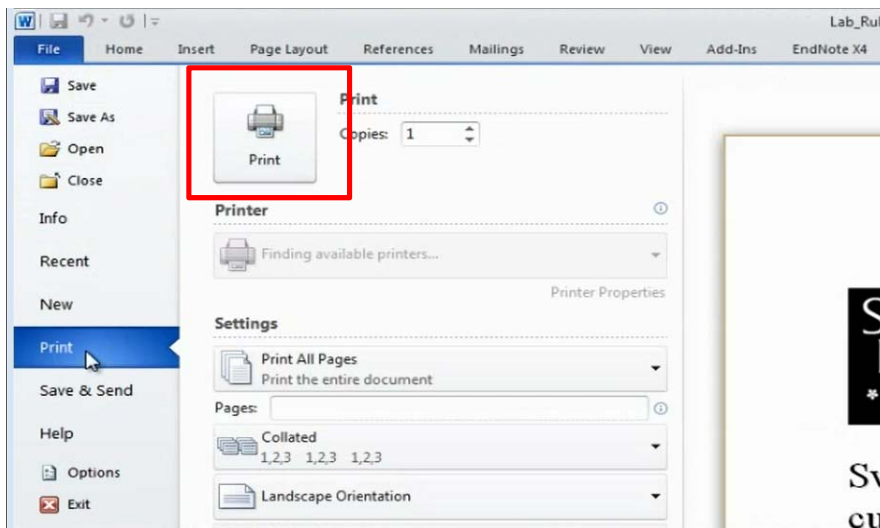 W
Lab_Rul
File Home Insert Page Layout References Mailings Review View Add-Ins EndNote X4
Save
Save As
Open
Close
Info
Recent
New
Print
Save & Send
Help
Options
Exit
Print
Print
Copies: 1
Printer
Finding available printers...
Printer Properties
Settings
Print All Pages
Print the entire document
Pages:
Collated
1,2,3 1,2,3 1,2,3
Landscape Orientation
S
Sv
cu